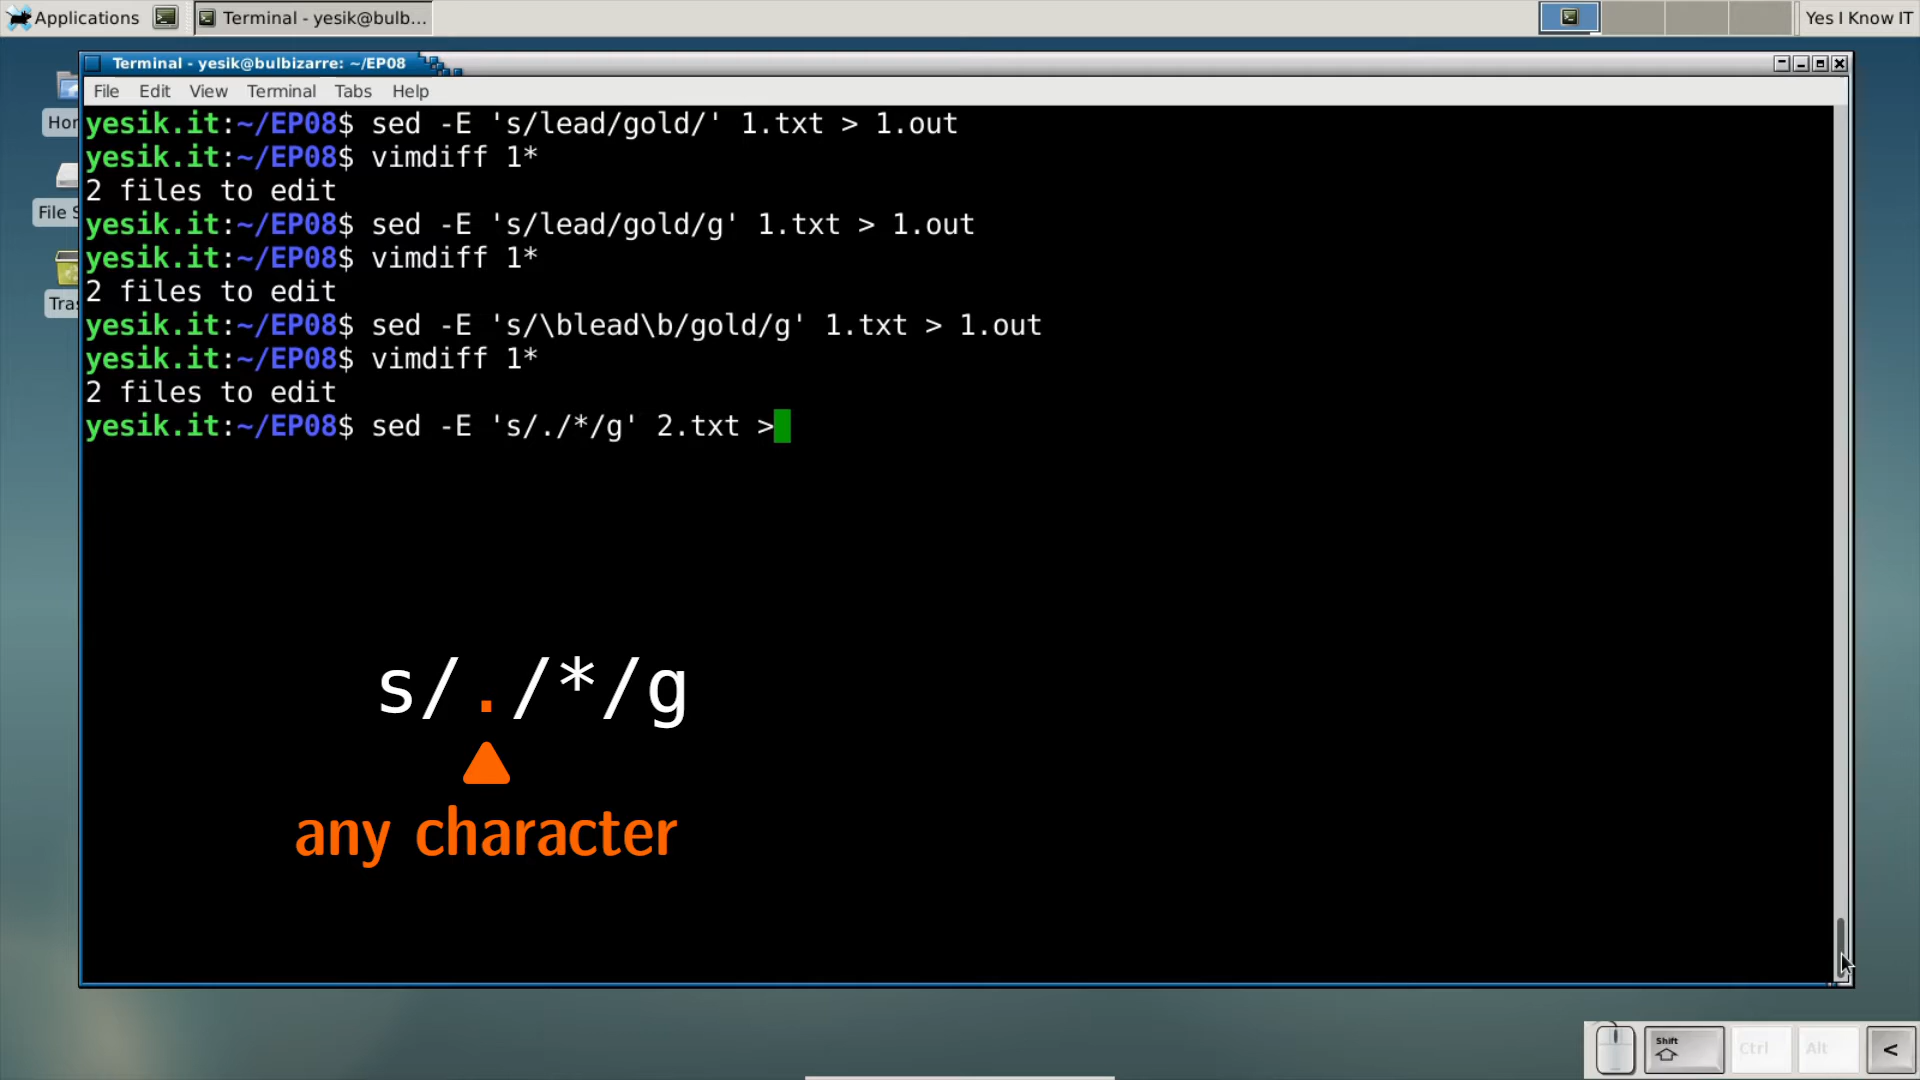 Applications
Terminal - yesik@bulb...
Yes I Know IT
Terminal - yesik@bulbizarre: ~/EP08
File Edit View Terminal Tabs Help
yesik.it:~/EP08$ sed -E 's/lead/gold/' 1.txt > 1.out
yesik.it:~/EP08$ vimdiff 1*
2 files to edit
yesik.it:~/EP08$ sed -E 's/lead/gold/g' 1.txt > 1.out
yesik.it:~/EP08$ vimdiff 1*
2 files to edit
yesik.it:~/EP08$ sed -E 's/\blead\b/gold/g' 1.txt > 1.out
yesik.it:~/EP08$ vimdiff 1*
2 files to edit
yesik.it:~/EP08$ sed -E 's/./*/g' 2.txt >
Hor
File S
Tra
s/./*/g
any character
Shift
Ctrl
Alt
<